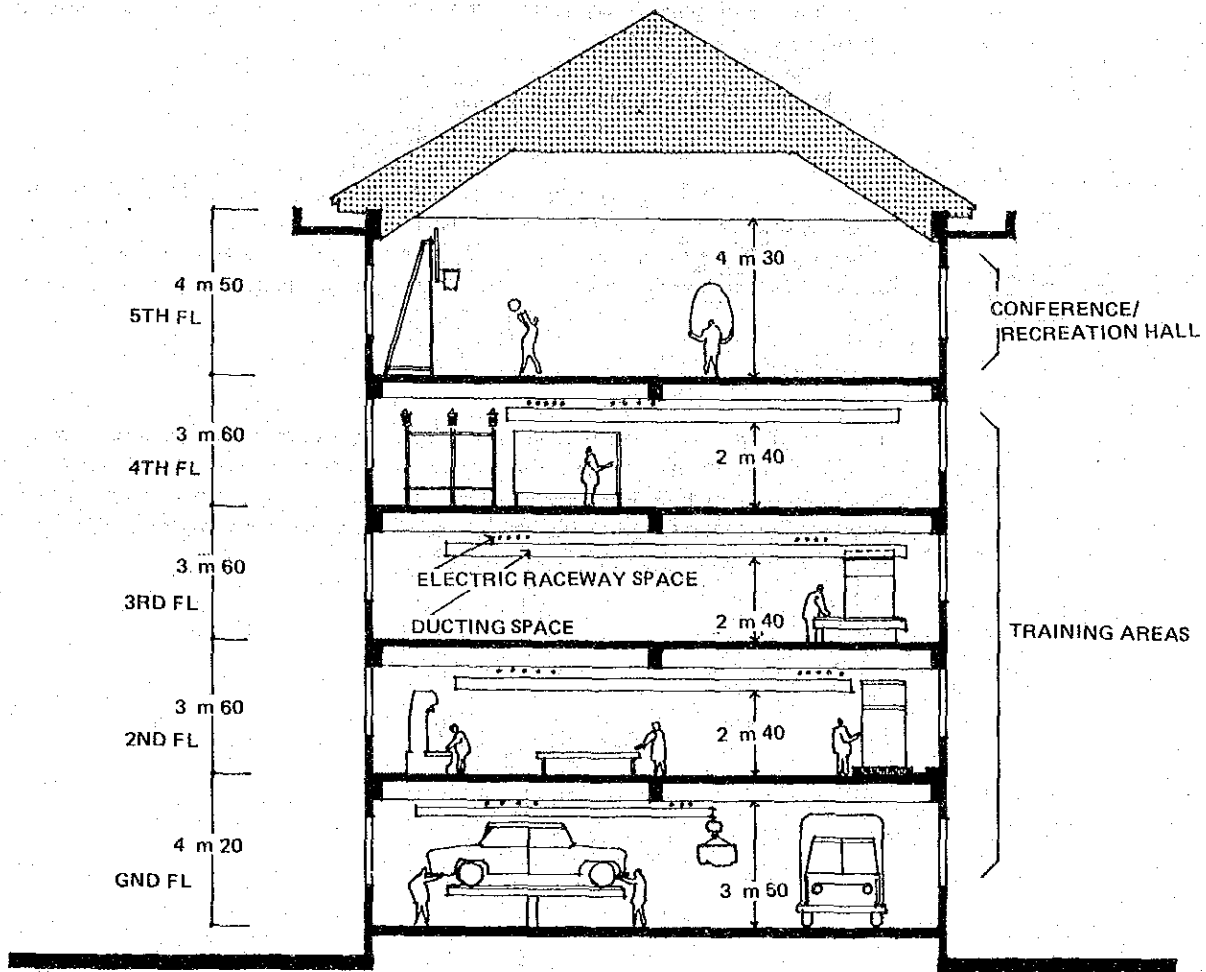 4 m 50
5TH FL
4 m 30
CONFERENCE/
RECREATION HALL
3 m 60
4TH FL
2 m 40
3 m 60
3RD FL
ELECTRIC RACEWAY SPACE
DUCTING SPACE
2 m 40
TRAINING AREAS
3 m 60
2ND FL
2 m 40
4 m 20
GND FL
3 m 50